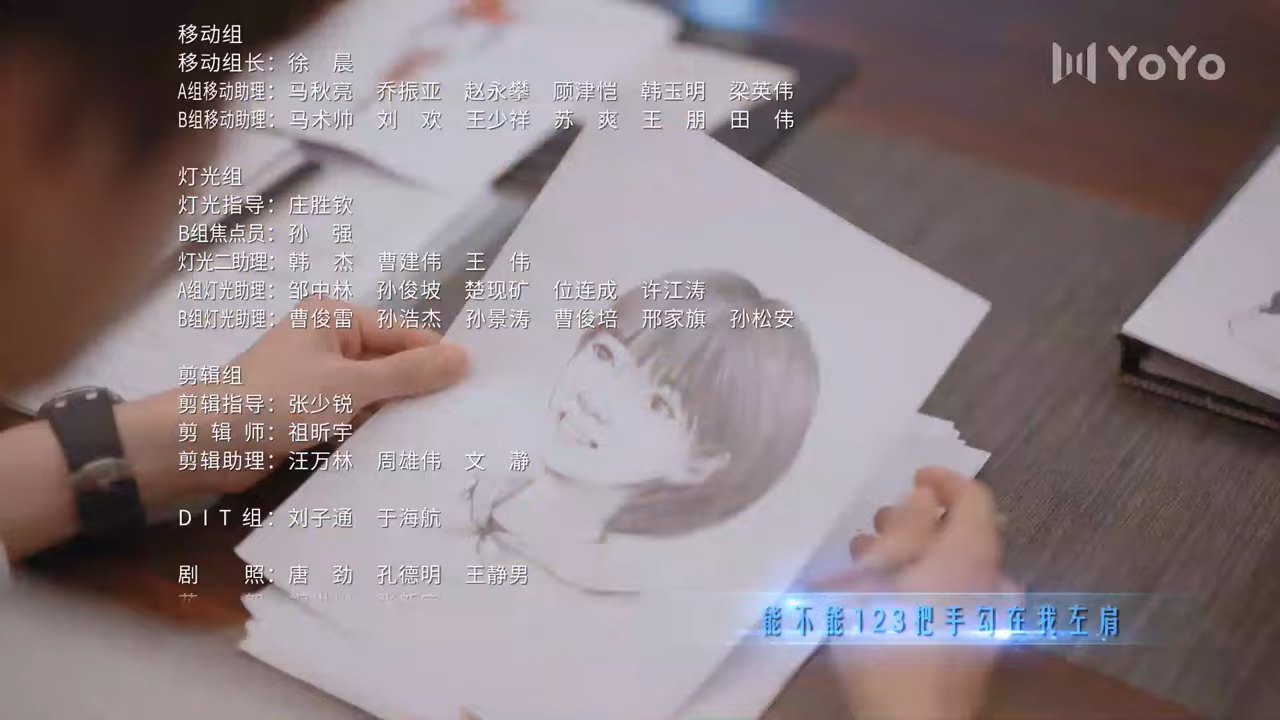 移动组
移动组长：徐　晨
A组移动助理：马秋亮　乔振亚　赵永攀　顾津恺　韩玉明　梁英伟
B组移动助理：马术帅　刘　欢　王少祥　苏　爽　王　朋　田　伟
灯光组
灯光指导：庄胜钦
B组焦点员：孙　强
灯光二助理：韩　杰　曹建伟　王　伟
A组灯光助理：邹中林　孙俊坡　楚现矿　位连成　许江涛
B组灯光助理：曹俊雷　孙浩杰　孙景涛　曹俊培　邢家旗　孙松安
剪辑组
剪辑指导：张少锐
剪 辑 师：祖昕宇
剪辑助理：汪万林　周雄伟　文　瀞
D I T 组：刘子通　于海航
剧　　照：唐　劲　孔德明　王静男
能不能123把手勾在我左肩
YoYo